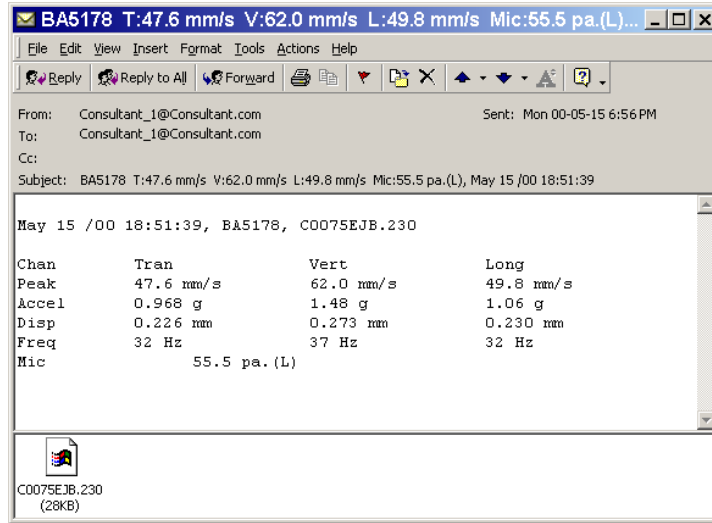 BA5178 T:47.6 mm/s V:62.0 mm/s L:49.8 mm/s Mic:55.5 pa.(L)...
File Edit View Insert Format Tools Actions Help
Reply Reply to All Forward
From: Consultant_1@Consultant.com Sent: Mon 00-05-15 6:56 PM
To: Consultant_1@Consultant.com
Cc:
Subject: BA5178 T:47.6 mm/s V:62.0 mm/s L:49.8 mm/s Mic:55.5 pa.(L), May 15 /00 18:51:39
May 15 /00 18:51:39, BA5178, C0075EJB.230
Chan Tran Vert Long
Peak 47.6 mm/s 62.0 mm/s 49.8 mm/s
Accel 0.968 g 1.48 g 1.06 g
Disp 0.226 mm 0.273 mm 0.230 mm
Freq 32 Hz 37 Hz 32 Hz
Mic 55.5 pa.(L)
C0075EJB.230
(28KB)